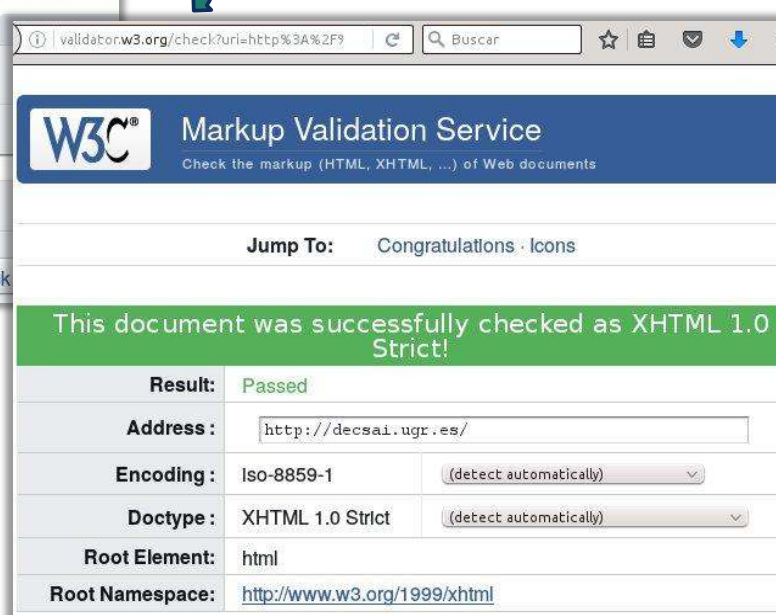 validator.w3.org/check?uri=http%3A%2F Buscar
W3C® Markup Validation Service
Check the markup (HTML, XHTML, ...) of Web documents
Jump To: Congratulations · Icons
This document was successfully checked as XHTML 1.0
Strict!
Result: Passed
Address : http://decsai.ugr.es/
Encoding : iso-8859-1 (detect automatically)
Doctype : XHTML 1.0 Strict (detect automatically)
Root Element: html
Root Namespace: http://www.w3.org/1999/xhtml